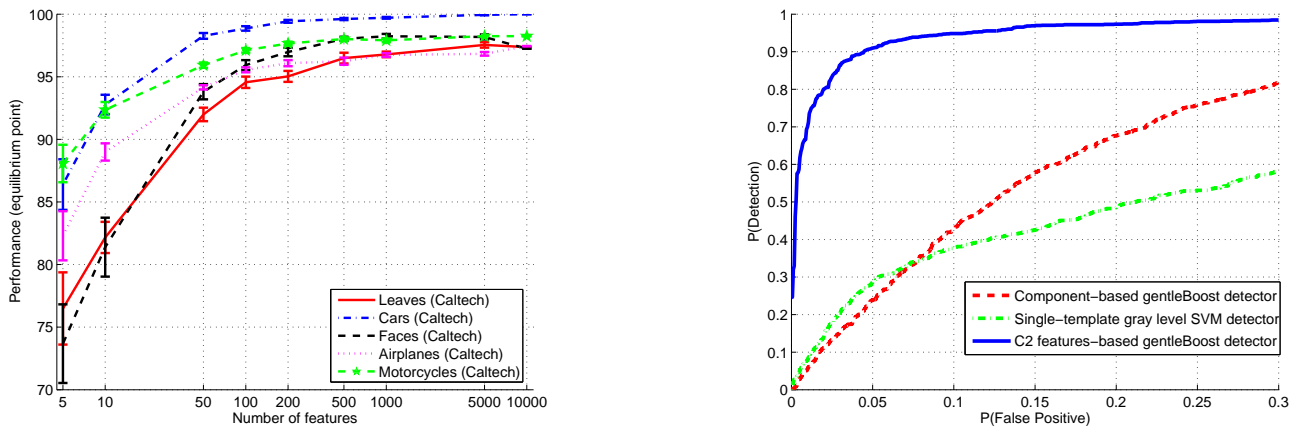 100
95
90
85
80
75
70
Performance (equilibrium point)
5 10 50 100 200 500 1000 5000 10000
Number of features
Leaves (Caltech)
Cars (Caltech)
Faces (Caltech)
Airplanes (Caltech)
Motorcycles (Caltech)
1
0.9
0.8
0.7
0.6
0.5
0.4
0.3
0.2
0.1
0
P(Detection)
0 0.05 0.1 0.15 0.2 0.25 0.3
P(False Positive)
Component-based gentleBoost detector
Single-template gray level SVM detector
C2 features-based gentleBoost detector